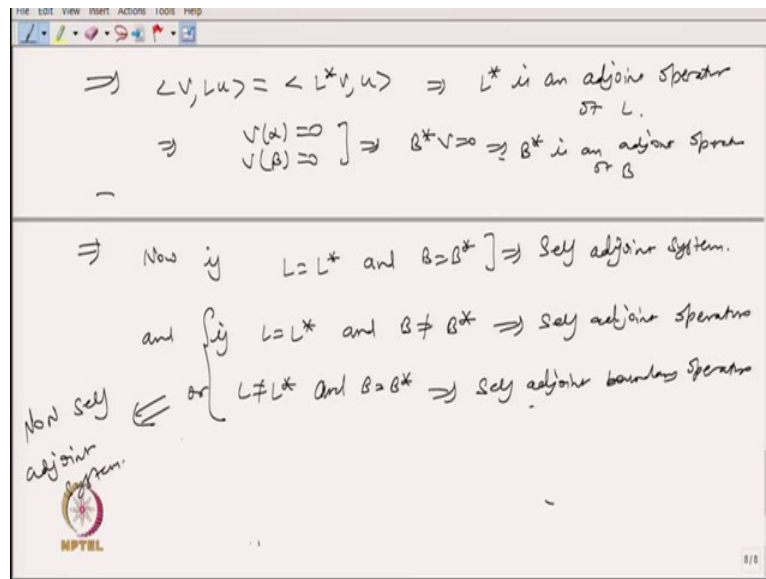 File Edit View Insert Actions Tools Help
⇒ <v, Lu> = <L*v, u> ⇒ L* is an adjoint operator
of L.
⇒ v(α)=0
v(β)=0 ] ⇒ B*v=0 ⇒ B* is an adjoint operator
of B
⇒ Now if L=L* and B=B* ] ⇒ Self adjoint system.
and { if L=L* and B≠B* ⇒ Self adjoint operator
or { L≠L* and B=B* ⇒ Self adjoint boundary operator
Non self ⇐
adjoint
system.
NPTEL
8/8